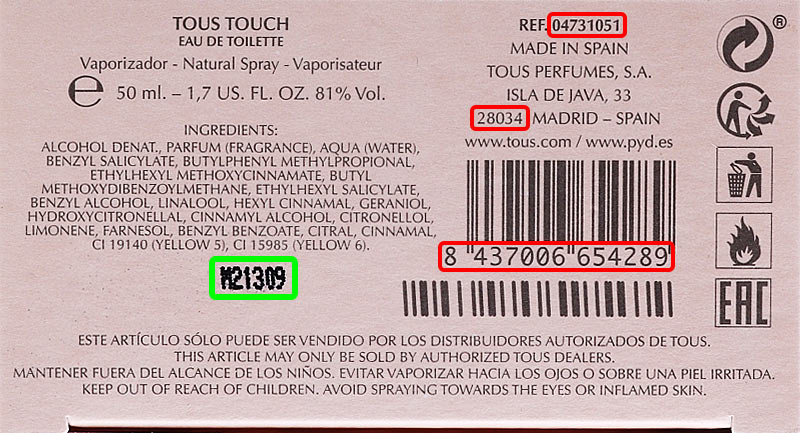 TOUS TOUCH
EAU DE TOILETTE
Vaporizador - Natural Spray - Vaporisateur
℮ 50 ml. – 1,7 US. FL. OZ. 81% Vol.
INGREDIENTS:
ALCOHOL DENAT., PARFUM (FRAGRANCE), AQUA (WATER),
BENZYL SALICYLATE, BUTYLPHENYL METHYLPROPIONAL,
ETHYLHEXYL METHOXYCINNAMATE, BUTYL
METHOXYDIBENZOYLMETHANE, ETHYLHEXYL SALICYLATE,
BENZYL ALCOHOL, LINALOOL, HEXYL CINNAMAL, GERANIOL,
HYDROXYCITRONELLAL, CINNAMYL ALCOHOL, CITRONELLOL,
LIMONENE, FARNESOL, BENZYL BENZOATE, CITRAL, CINNAMAL,
CI 19140 (YELLOW 5), CI 15985 (YELLOW 6).
M21309
REF. 04731051
MADE IN SPAIN
TOUS PERFUMES, S.A.
ISLA DE JAVA, 33
28034 MADRID – SPAIN
www.tous.com / www.pyd.es
8 437006 654289
®
EAC
ESTE ARTÍCULO SÓLO PUEDE SER VENDIDO POR LOS DISTRIBUIDORES AUTORIZADOS DE TOUS.
THIS ARTICLE MAY ONLY BE SOLD BY AUTHORIZED TOUS DEALERS.
MANTENER FUERA DEL ALCANCE DE LOS NIÑOS. EVITAR VAPORIZAR HACIA LOS OJOS O SOBRE UNA PIEL IRRITADA.
KEEP OUT OF REACH OF CHILDREN. AVOID SPRAYING TOWARDS THE EYES OR INFLAMED SKIN.